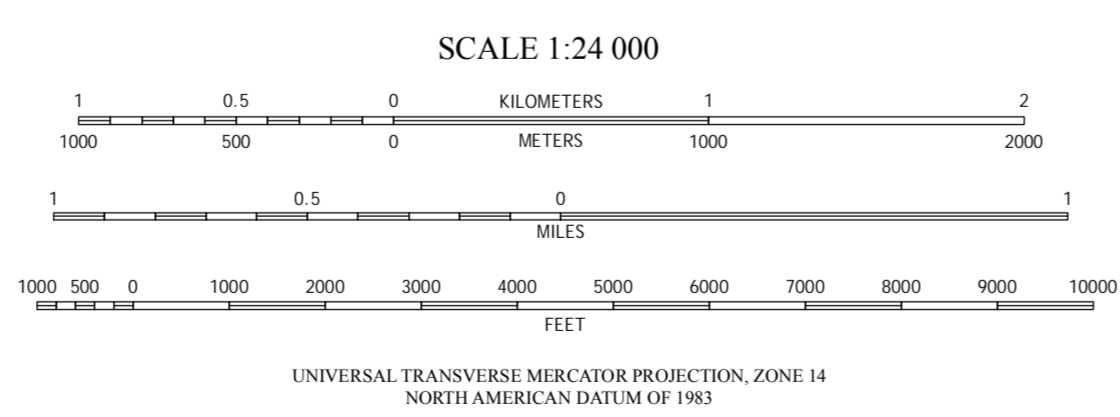 SCALE 1:24 000
1 0.5 0 KILOMETERS 1 2
1000 500 0 METERS 1000 2000
1 0.5 0 1
MILES
1000 500 0 1000 2000 3000 4000 5000 6000 7000 8000 9000 10000
FEET
UNIVERSAL TRANSVERSE MERCATOR PROJECTION, ZONE 14
NORTH AMERICAN DATUM OF 1983